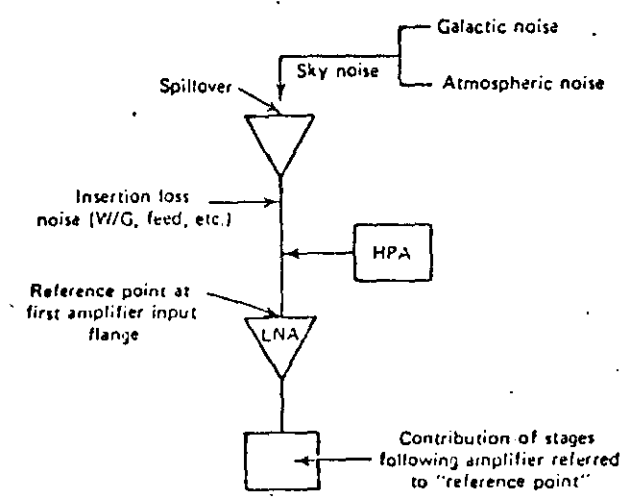 Galactic noise
Sky noise
Atmospheric noise
Spillover
Insertion loss
noise (W/G, feed, etc.)
HPA
Reference point at
first amplifier input
flange
LNA
Contribution of stages
following amplifier referred
to "reference point"